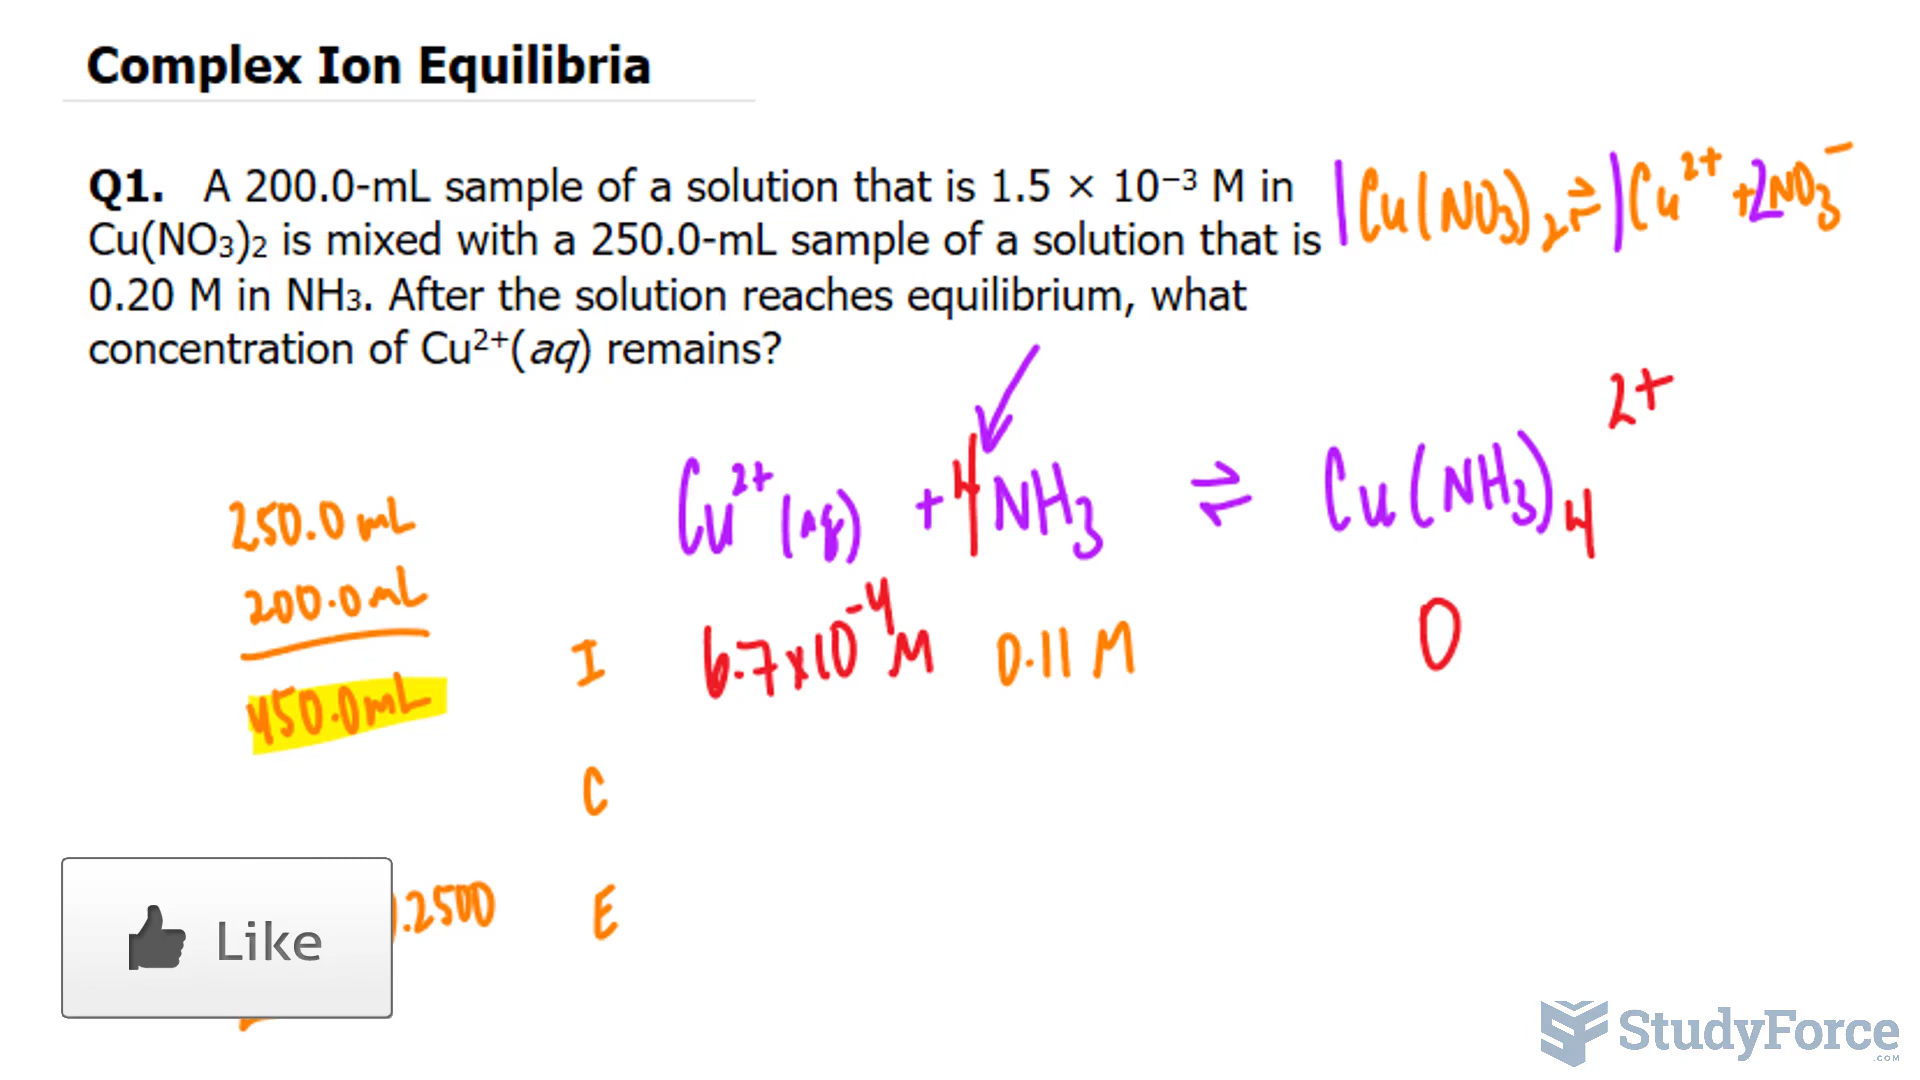 Complex Ion Equilibria
Q1. A 200.0-mL sample of a solution that is 1.5 × 10⁻³ M in
Cu(NO₃)₂ is mixed with a 250.0-mL sample of a solution that is
0.20 M in NH₃. After the solution reaches equilibrium, what
concentration of Cu²⁺(aq) remains?
1Cu(NO₃)₂ ⇌ 1Cu²⁺ + 2NO₃⁻
Cu²⁺(aq) + 4NH₃ ⇌ Cu(NH₃)₄²⁺
250.0 mL
200.0 mL
450.0 mL
I 6.7x10⁻⁴ M 0.11 M 0
C
E
.2500
Like
StudyForce
.COM